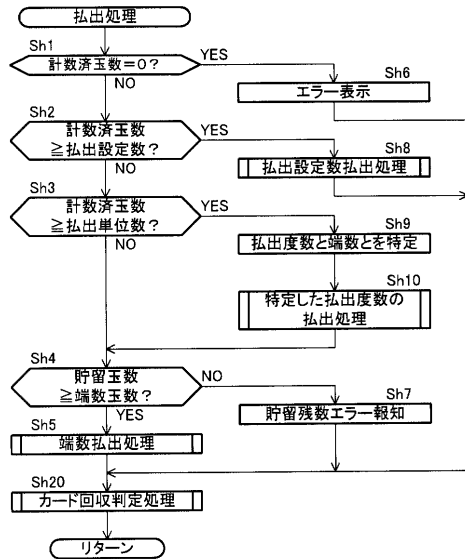 払出処理
Sh1
計数済玉数=0?
YES
NO
Sh6
エラー表示
Sh2
計数済玉数
≧払出設定数?
YES
NO
Sh8
払出設定数払出処理
Sh3
計数済玉数
≧払出単位数?
YES
NO
Sh9
払出度数と端数とを特定
Sh10
特定した払出度数の
払出処理
Sh4
貯留玉数
≧端数玉数?
NO
YES
Sh7
貯留残数エラー報知
Sh5
端数払出処理
Sh20
カード回収判定処理
リターン